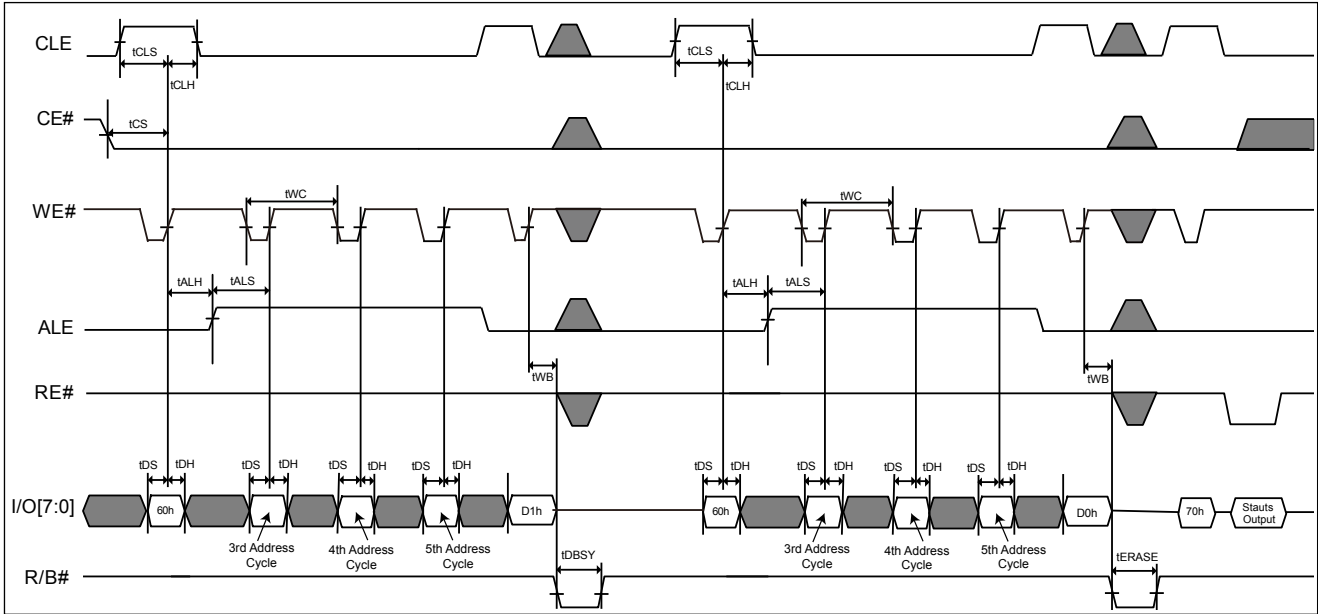 CLE
tCLS
tCLH
tCLS
tCLH
CE#
tCS
WE#
tWC
tWC
ALE
tALH
tALS
tALH
tALS
RE#
tWB
tWB
I/O[7:0]
tDS
tDH
tDS
tDH
tDS
tDH
tDS
tDH
tDS
tDH
tDS
tDH
tDS
tDH
tDS
tDH
60h
D1h
60h
D0h
70h
Stauts
Output
3rd Address
Cycle
4th Address
Cycle
5th Address
Cycle
3rd Address
Cycle
4th Address
Cycle
5th Address
Cycle
R/B#
tDBSY
tERASE